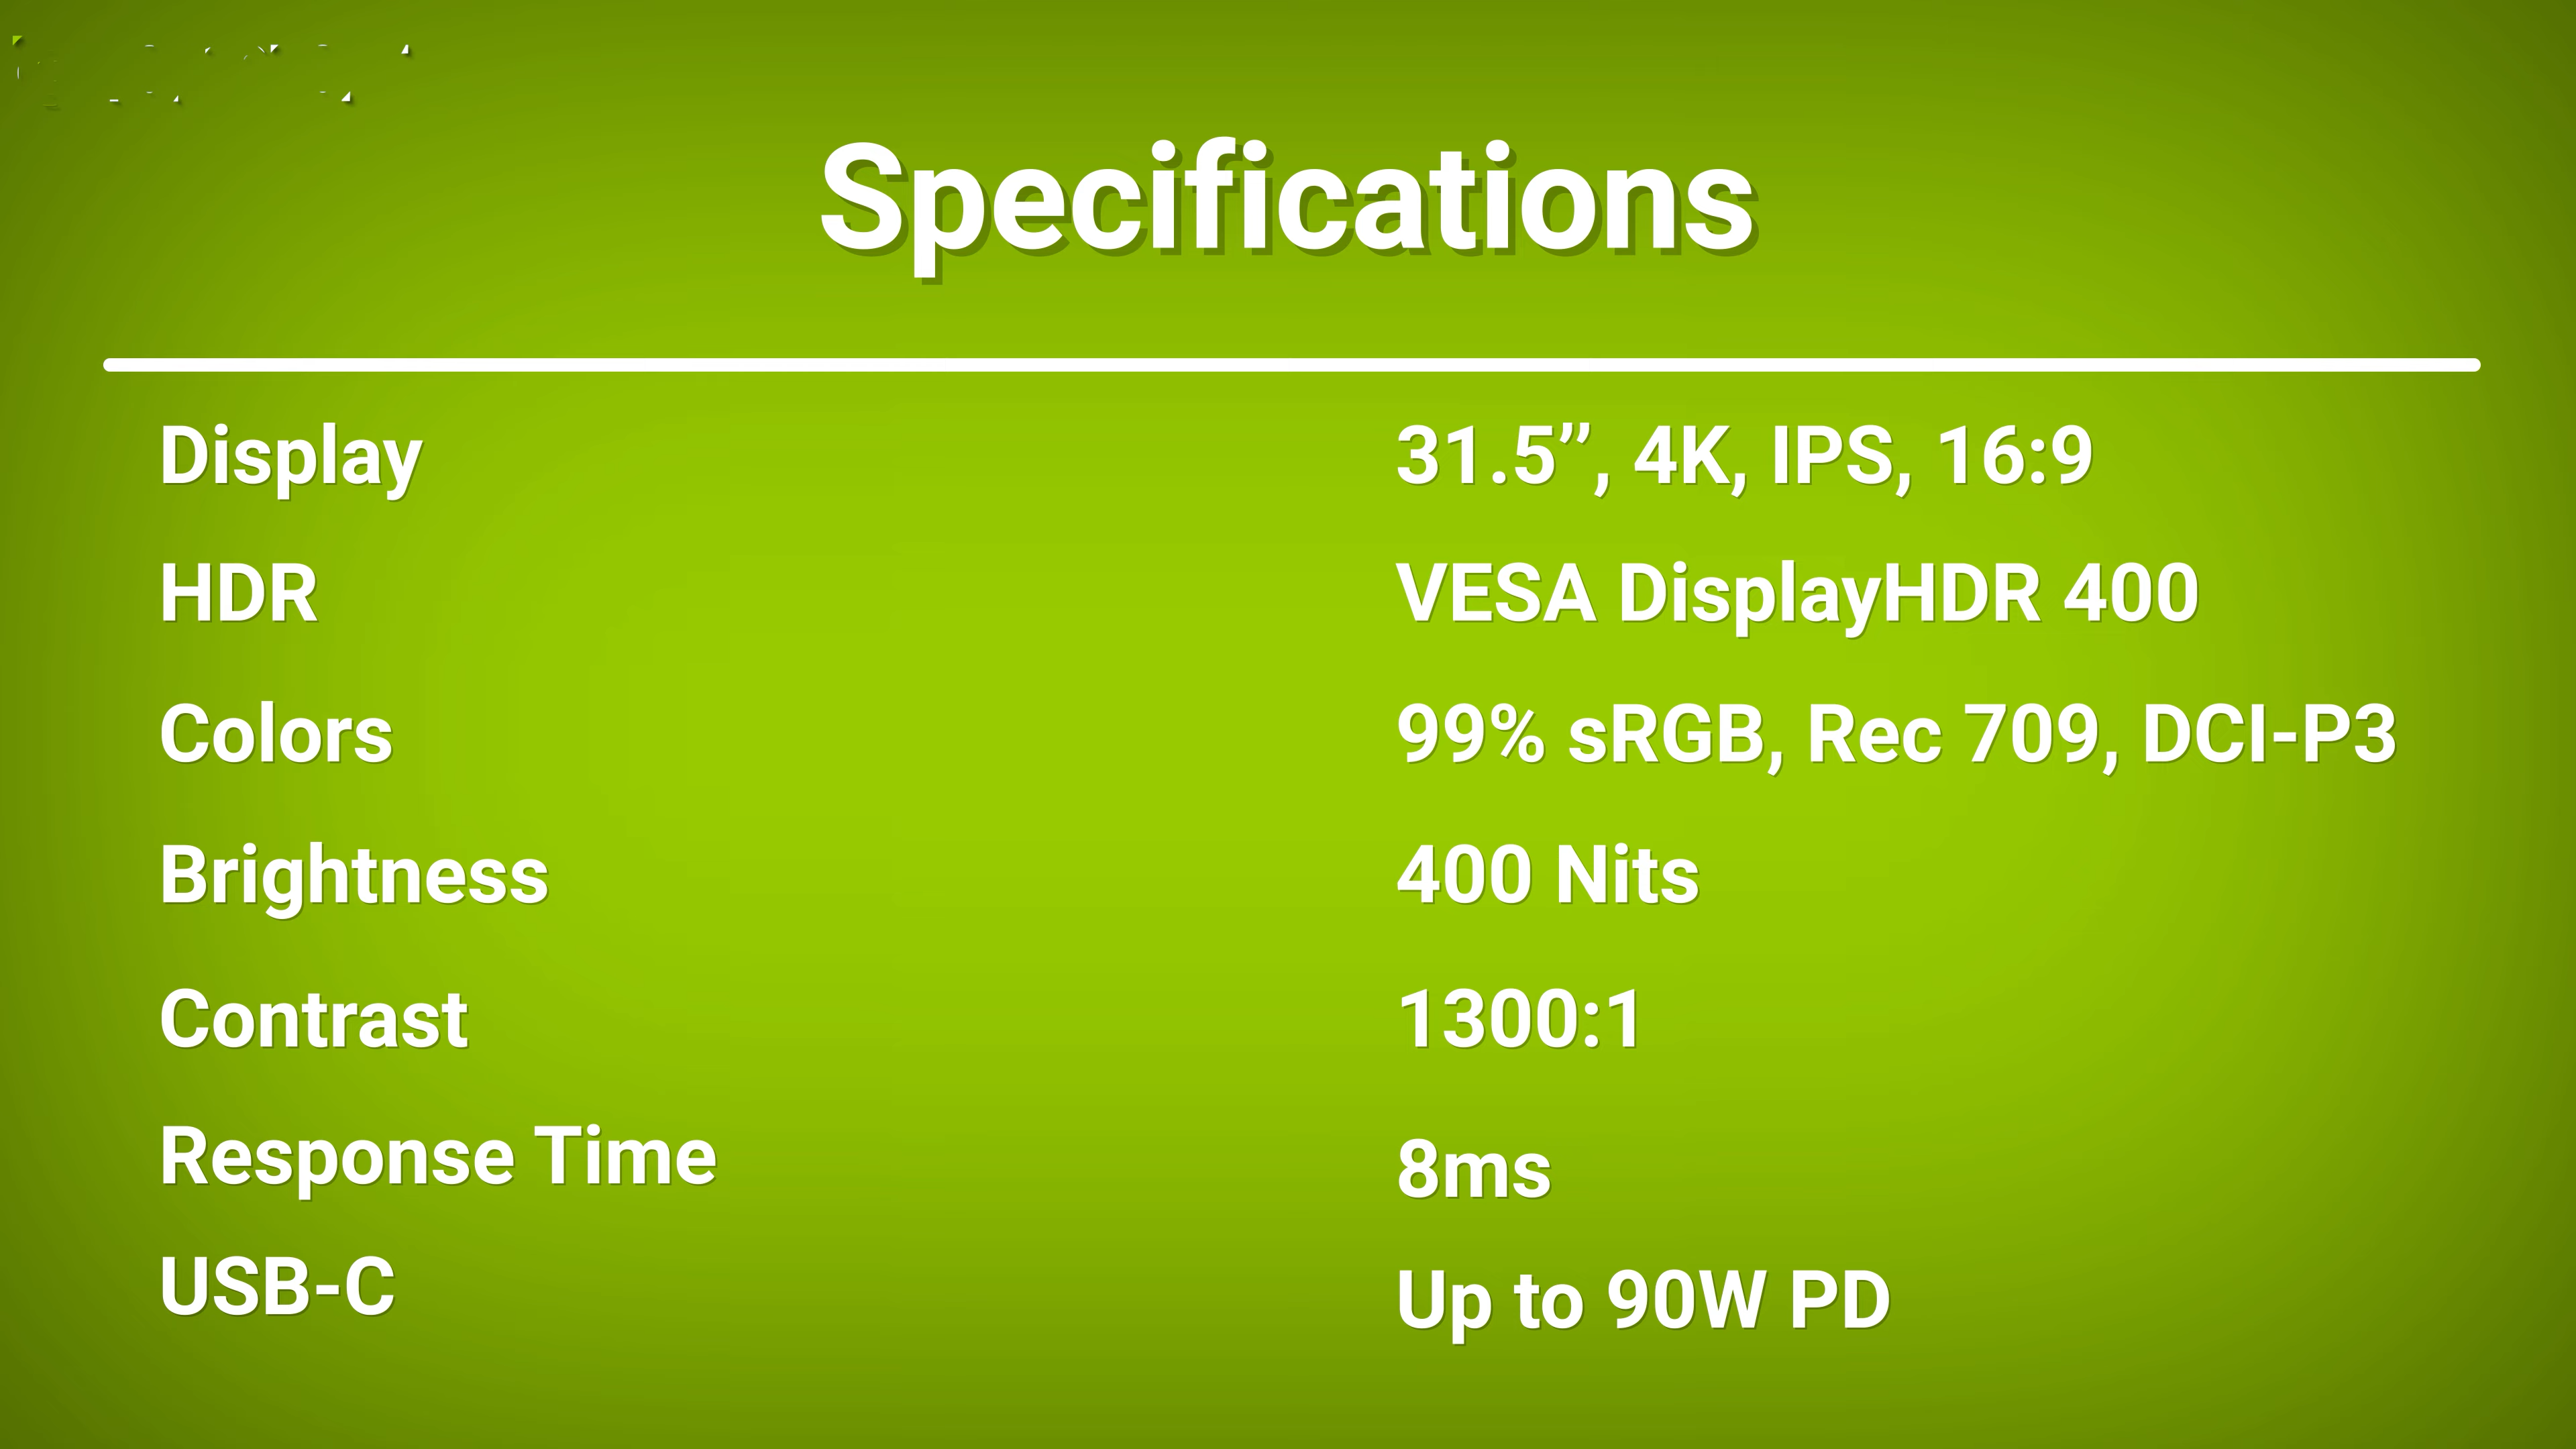 Specifications
Display 31.5’’, 4K, IPS, 16:9
HDR VESA DisplayHDR 400
Colors 99% sRGB, Rec 709, DCI-P3
Brightness 400 Nits
Contrast 1300:1
Response Time 8ms
USB-C Up to 90W PD